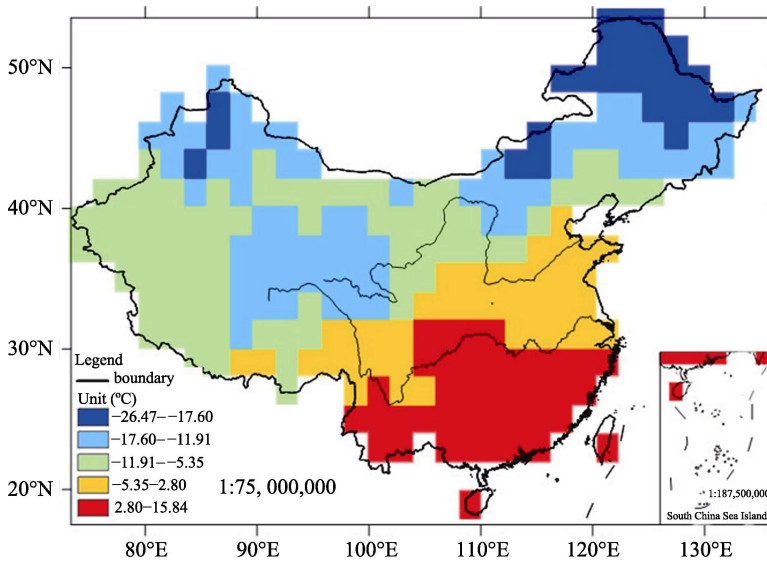 50°N
40°N
30°N
20°N
Legend
boundary
Unit (°C)
−26.47–−17.60
−17.60–−11.91
−11.91–−5.35
−5.35–2.80
2.80–15.84
1:75, 000,000
1:187,500,000
South China Sea Island
80°E 90°E 100°E 110°E 120°E 130°E